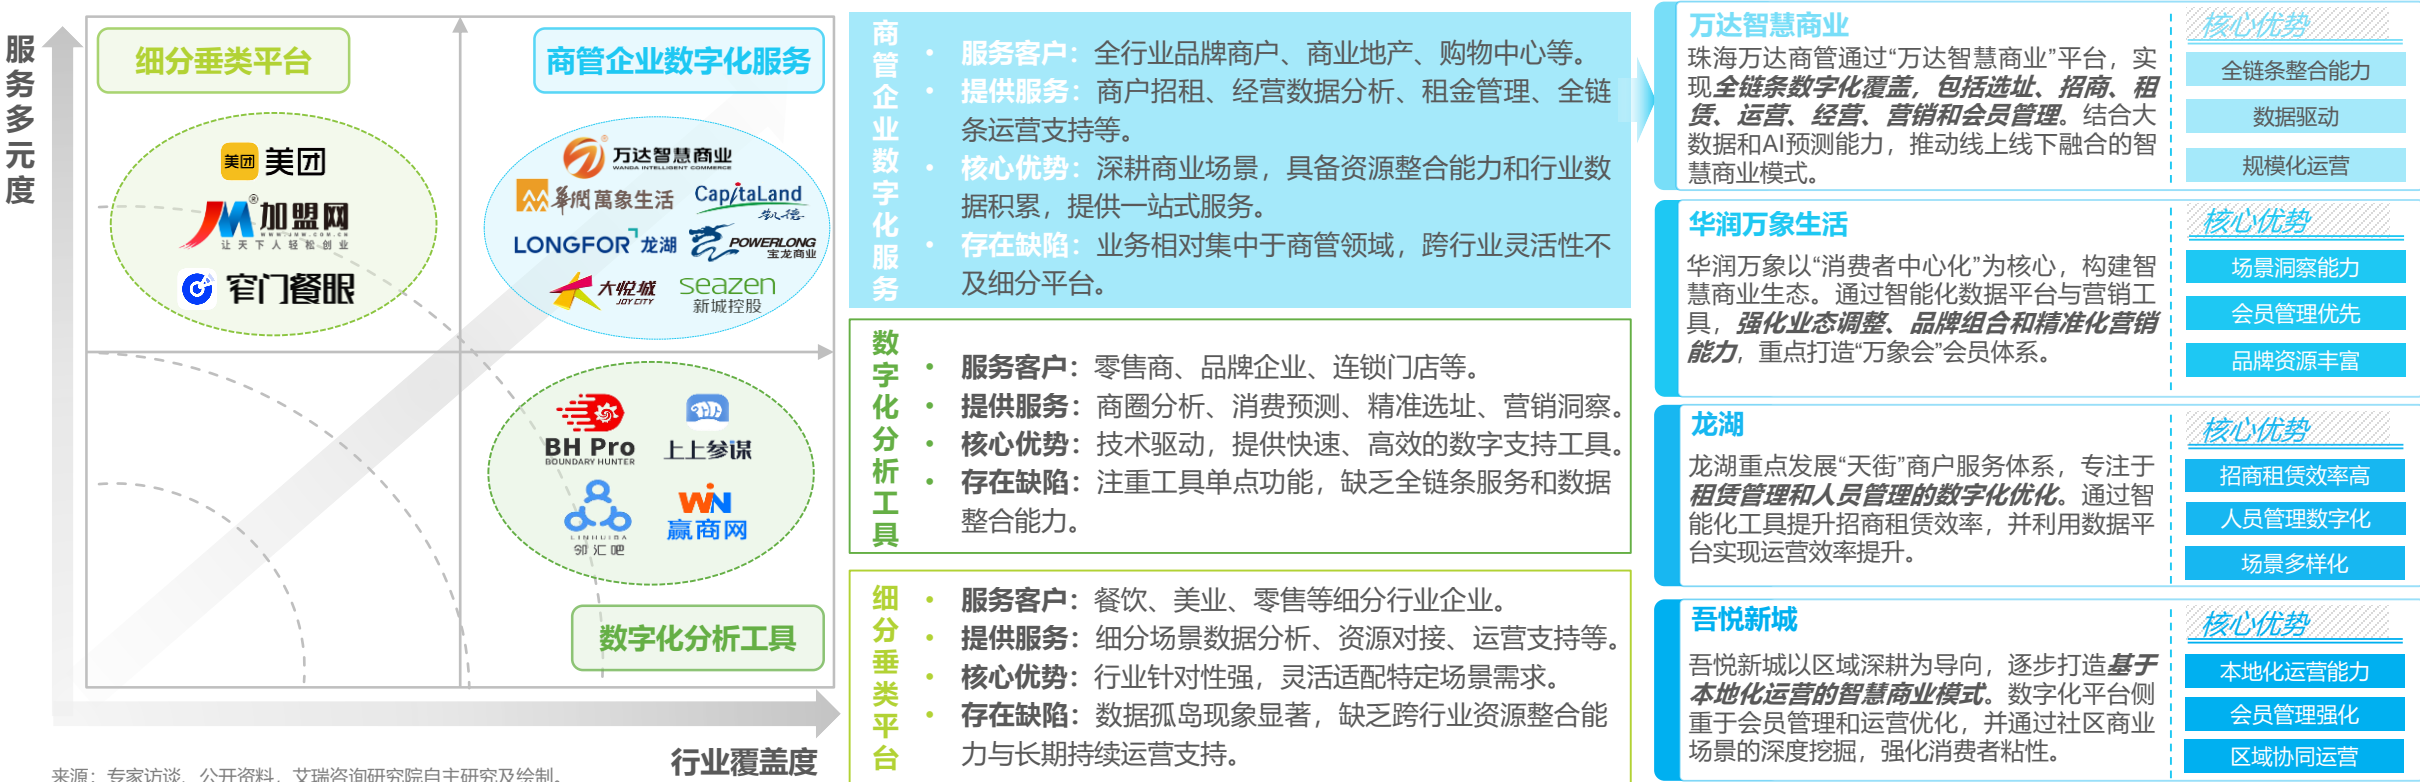 服务多元度
细分垂类平台
商管企业数字化服务
美团 美团
JM®加盟网
WWW.JMW.COM.CN
让天下人轻松创业
窄门餐眼
万达智慧商业
WANDA INTELLIGENT COMMERCE
華潤萬象生活
CapitaLand
凯德
LONGFOR 龙湖
POWERLONG
宝龙商业
大悦城
JOY CITY
seazen
新城控股
BH Pro
BOUNDARY HUNTER
上上参谋
LINHUIBA
邻汇吧
WIN
赢商网
数字化分析工具
行业覆盖度
来源：专家访谈、公开资料，艾瑞咨询研究院自主研究及绘制。
商管企业数字化服务
• 服务客户：全行业品牌商户、商业地产、购物中心等。
• 提供服务：商户招租、经营数据分析、租金管理、全链
条运营支持等。
• 核心优势：深耕商业场景，具备资源整合能力和行业数
据积累，提供一站式服务。
• 存在缺陷：业务相对集中于商管领域，跨行业灵活性不
及细分平台。
数字化分析工具
• 服务客户：零售商、品牌企业、连锁门店等。
• 提供服务：商圈分析、消费预测、精准选址、营销洞察。
• 核心优势：技术驱动，提供快速、高效的数字支持工具。
• 存在缺陷：注重工具单点功能，缺乏全链条服务和数据
整合能力。
细分垂类平台
• 服务客户：餐饮、美业、零售等细分行业企业。
• 提供服务：细分场景数据分析、资源对接、运营支持等。
• 核心优势：行业针对性强，灵活适配特定场景需求。
• 存在缺陷：数据孤岛现象显著，缺乏跨行业资源整合能
力与长期持续运营支持。
万达智慧商业
珠海万达商管通过“万达智慧商业”平台，实
现全链条数字化覆盖，包括选址、招商、租
赁、运营、经营、营销和会员管理。结合大
数据和AI预测能力，推动线上线下融合的智
慧商业模式。
核心优势
全链条整合能力
数据驱动
规模化运营
华润万象生活
华润万象以“消费者中心化”为核心，构建智
慧商业生态。通过智能化数据平台与营销工
具，强化业态调整、品牌组合和精准化营销
能力，重点打造“万象会”会员体系。
核心优势
场景洞察能力
会员管理优先
品牌资源丰富
龙湖
龙湖重点发展“天街”商户服务体系，专注于
租赁管理和人员管理的数字化优化。通过智
能化工具提升招商租赁效率，并利用数据平
台实现运营效率提升。
核心优势
招商租赁效率高
人员管理数字化
场景多样化
吾悦新城
吾悦新城以区域深耕为导向，逐步打造基于
本地化运营的智慧商业模式。数字化平台侧
重于会员管理和运营优化，并通过社区商业
场景的深度挖掘，强化消费者粘性。
核心优势
本地化运营能力
会员管理强化
区域协同运营